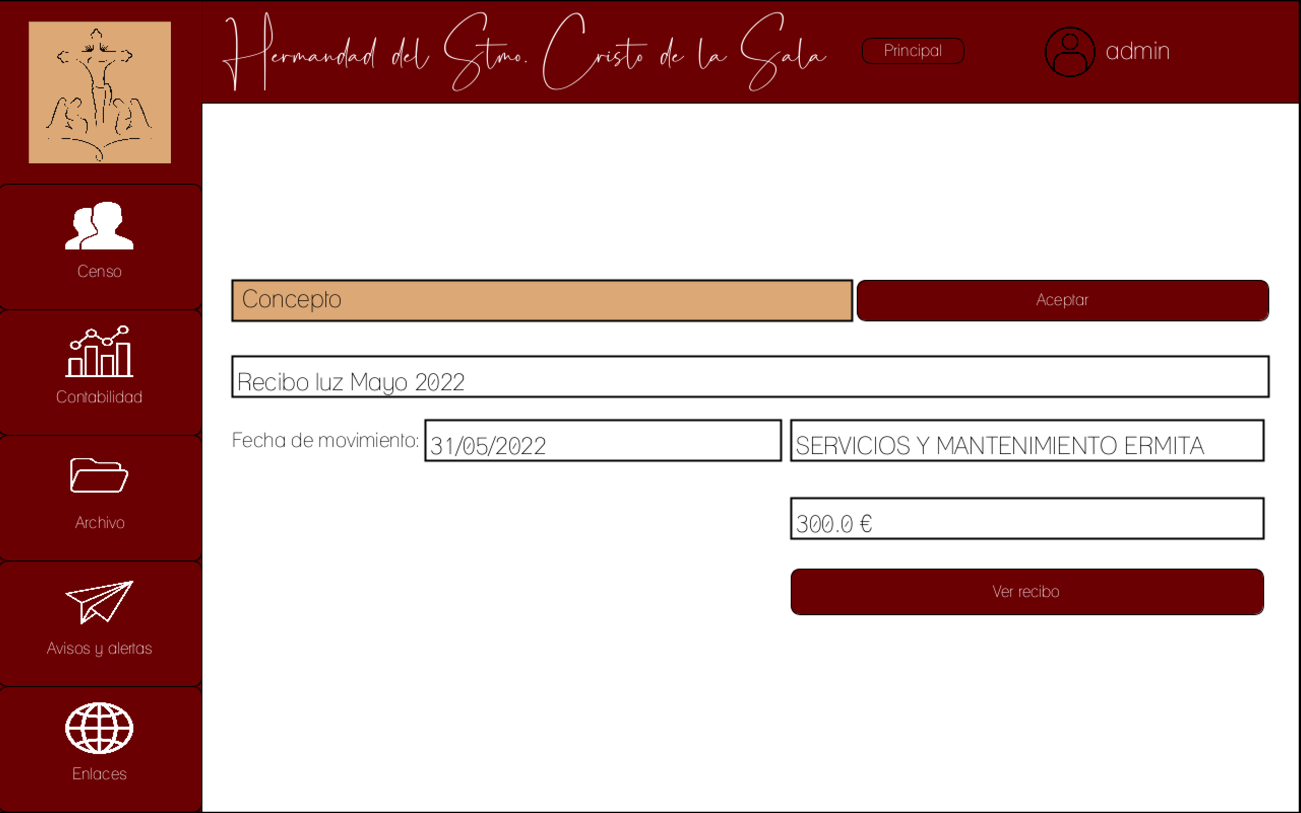 Hermandad del Stmo. Cristo de la Sala
Principal
admin
Censo
Contabilidad
Archivo
Avisos y alertas
Enlaces
Concepto
Aceptar
Recibo luz Mayo 2022
Fecha de movimiento: 31/05/2022 SERVICIOS Y MANTENIMIENTO ERMITA
300.0 €
Ver recibo